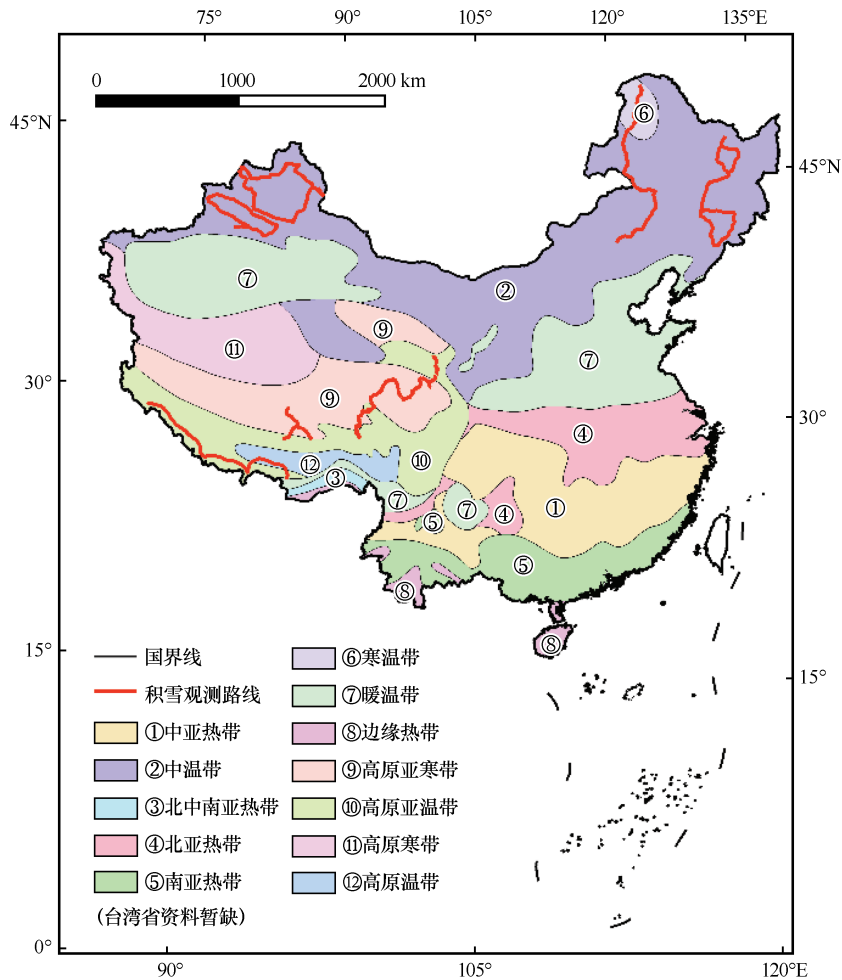 75° 90° 105° 120° 135°E
0 1000 2000 km
45°N
45°N
⑥
⑦
②
⑨
⑪
⑦
⑨
30°
30°
④
⑩
⑫
③
⑦
⑦
④
①
⑤
⑤
⑧
⑧
15°
15°
国界线
积雪观测路线
①中亚热带
②中温带
③北中南亚热带
④北亚热带
⑤南亚热带
⑥寒温带
⑦暖温带
⑧边缘热带
⑨高原亚寒带
⑩高原亚温带
⑪高原寒带
⑫高原温带
(台湾省资料暂缺)
0°
90° 105° 120°E